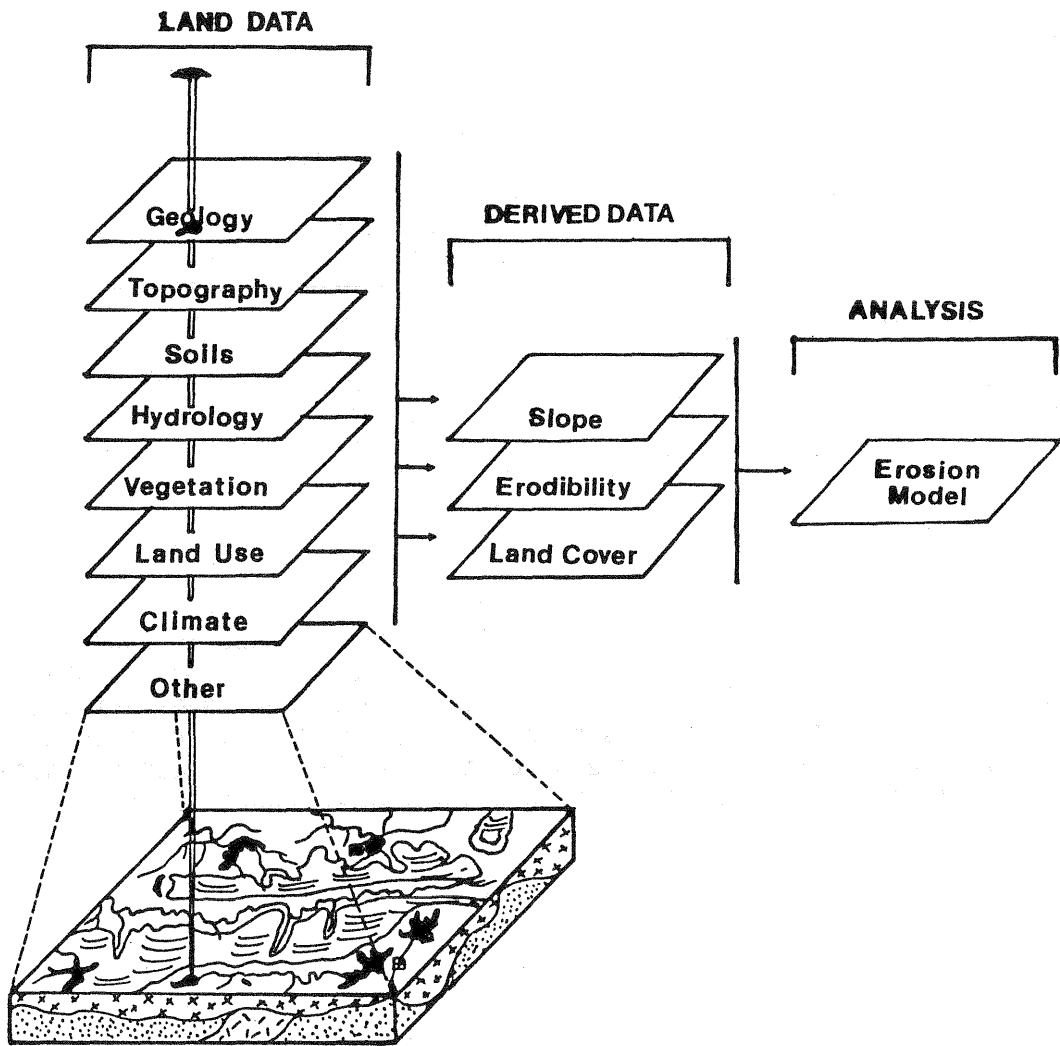 LAND DATA
Geology
Topography
Soils
Hydrology
Vegetation
Land Use
Climate
Other
DERIVED DATA
Slope
Erodibility
Land Cover
ANALYSIS
Erosion
Model